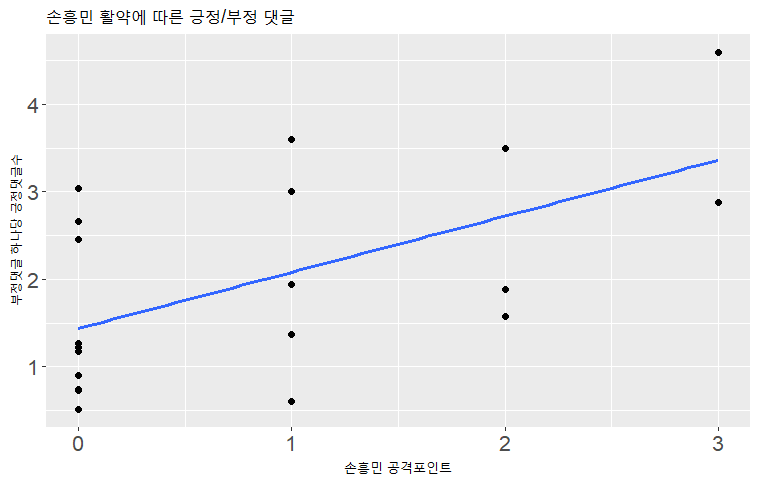 손흥민 활약에 따른 긍정/부정 댓글
부정댓글 하나당 긍정댓글수
4
3
2
1
0 1 2 3
손흥민 공격포인트